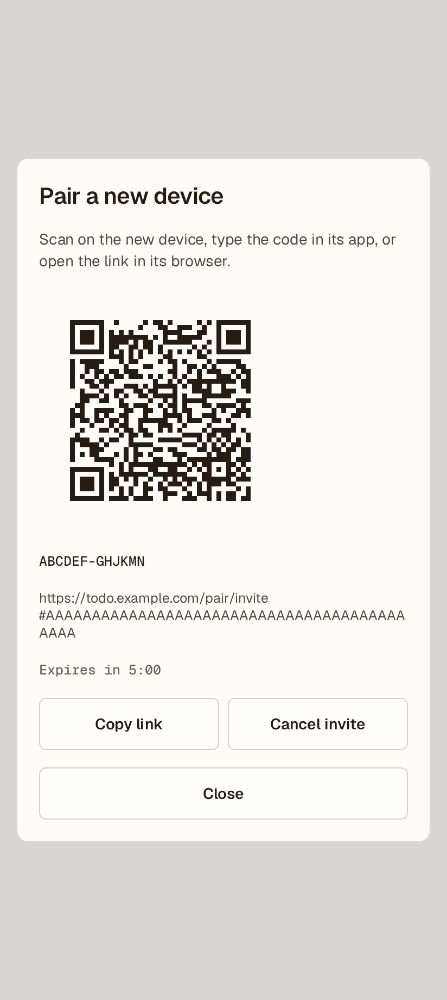 Pair a new device
Scan on the new device, type the code in its app, or
open the link in its browser.
ABCDEF-GHJKMN
https://todo.example.com/pair/invite
#AAAAAAAAAAAAAAAAAAAAAAAAAAAAAAAAAAAAAAA
AAAA
Expires in 5:00
Copy link
Cancel invite
Close